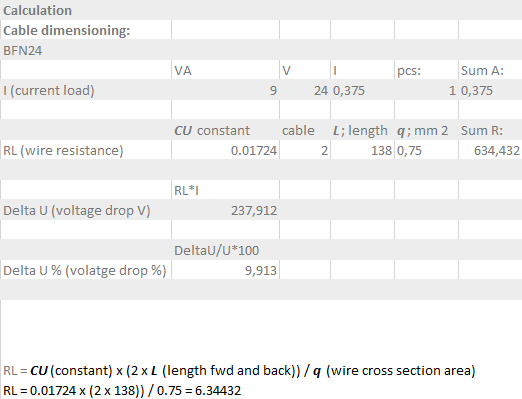 Calculation
Cable dimensioning:
BFN24
VA V I pcs: Sum A:
I (current load) 9 24 0,375 1 0,375
CU constant cable L; length q; mm 2 Sum R:
RL (wire resistance) 0.01724 2 138 0,75 634,432
RL*I
Delta U (voltage drop V) 237,912
DeltaU/U*100
Delta U % (volatge drop %) 9,913
RL = CU (constant) x (2 x L (length fwd and back)) / q (wire cross section area)
RL = 0.01724 x (2 x 138)) / 0.75 = 6.34432